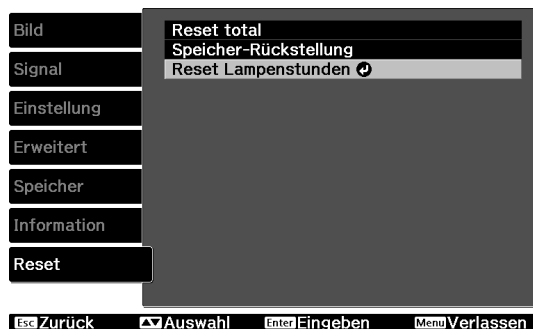 Bild
Signal
Einstellung
Erweitert
Speicher
Information
Reset
Reset total
Speicher-Rückstellung
Reset Lampenstunden
Esc Zurück Auswahl Enter Eingeben Menu Verlassen